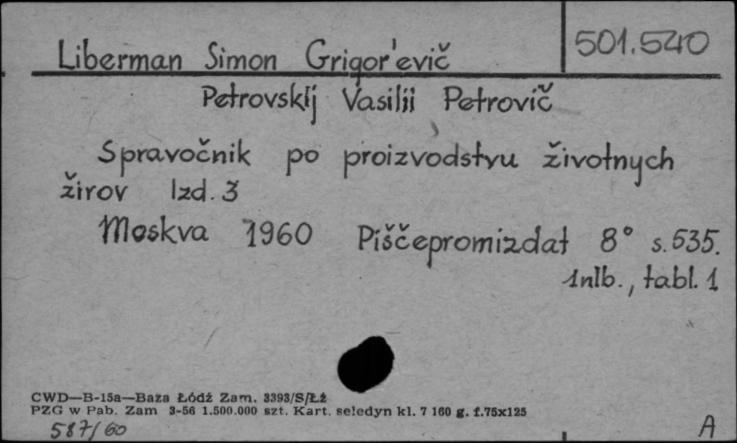 501.540
Liberman Simon Grigor'evič
Petrovskij Vasilii Petrovič
Spravočnik po proizvodstvu životnych
žirov Izd. 3
Moskva 1960 Piščepromizdat 8° s. 535.
1nlb., tabl. 1
CWD—B-15a—Baza Łódź Zam. 3393/S/Łż
PZG w Pab. Zam 3-56 1.500.000 szt. Kart. seledyn kl. 7 160 g. f.75x125
587/60
A